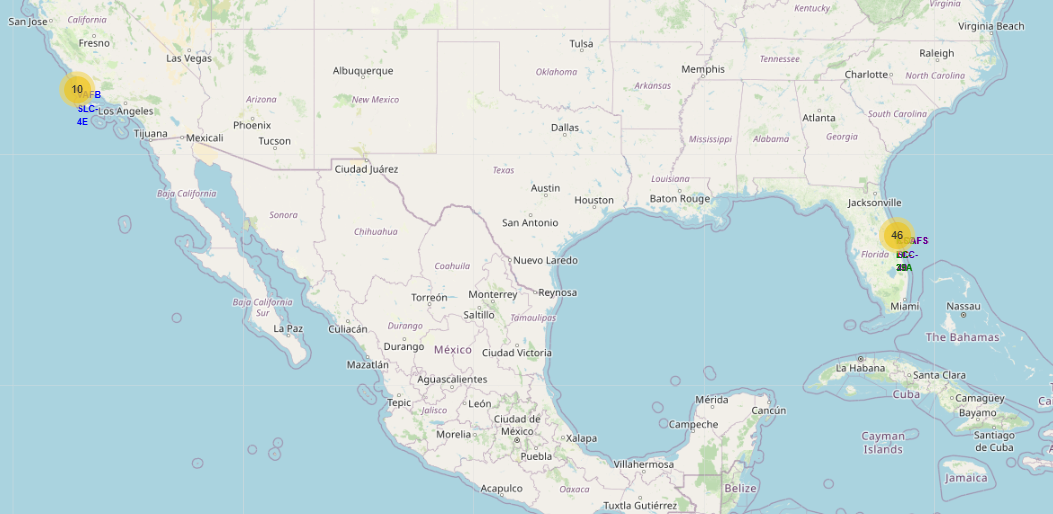 San Jose
California
Fresno
Las Vegas
Albuquerque
Tulsa
Oklahoma
Memphis
Tennessee
Kentucky
Virginia
Virginia Beach
Raleigh
Charlotte
North Carolina
10
AFB
SLC-
4E
Los Angeles
Arizona
New Mexico
Arkansas
Atlanta
South Carolina
Tijuana
Mexicali
Phoenix
Tucson
Dallas
Mississippi
Alabama
Georgia
Ciudad Juárez
Texas
Louisiana
Baja California
Austin
Houston
Baton Rouge
Jacksonville
Sonora
San Antonio
46
AFS
Chihuahua
Florida
Coahuila
Nuevo Laredo
Baja California
Sur
Torreón
Monterrey
Reynosa
Miami
Nassau
Saltillo
Tamaulipas
La Paz
Culiacán
Durango
The Bahamas
Durango
México
Ciudad Victoria
Mazatlán
La Habana
Santa Clara
Aguascalientes
Cuba
Tepic
León
Jalisco
Mérida
Cancún
Camagüey
Bayamo
Ciudad de
México
Campeche
Morelia
Xalapa
Cayman
Islands
Santiago
de Cuba
Puebla
Villahermosa
Acapulco
Oaxaca
Belize
Jamaica
Tuxtla Gutiérrez